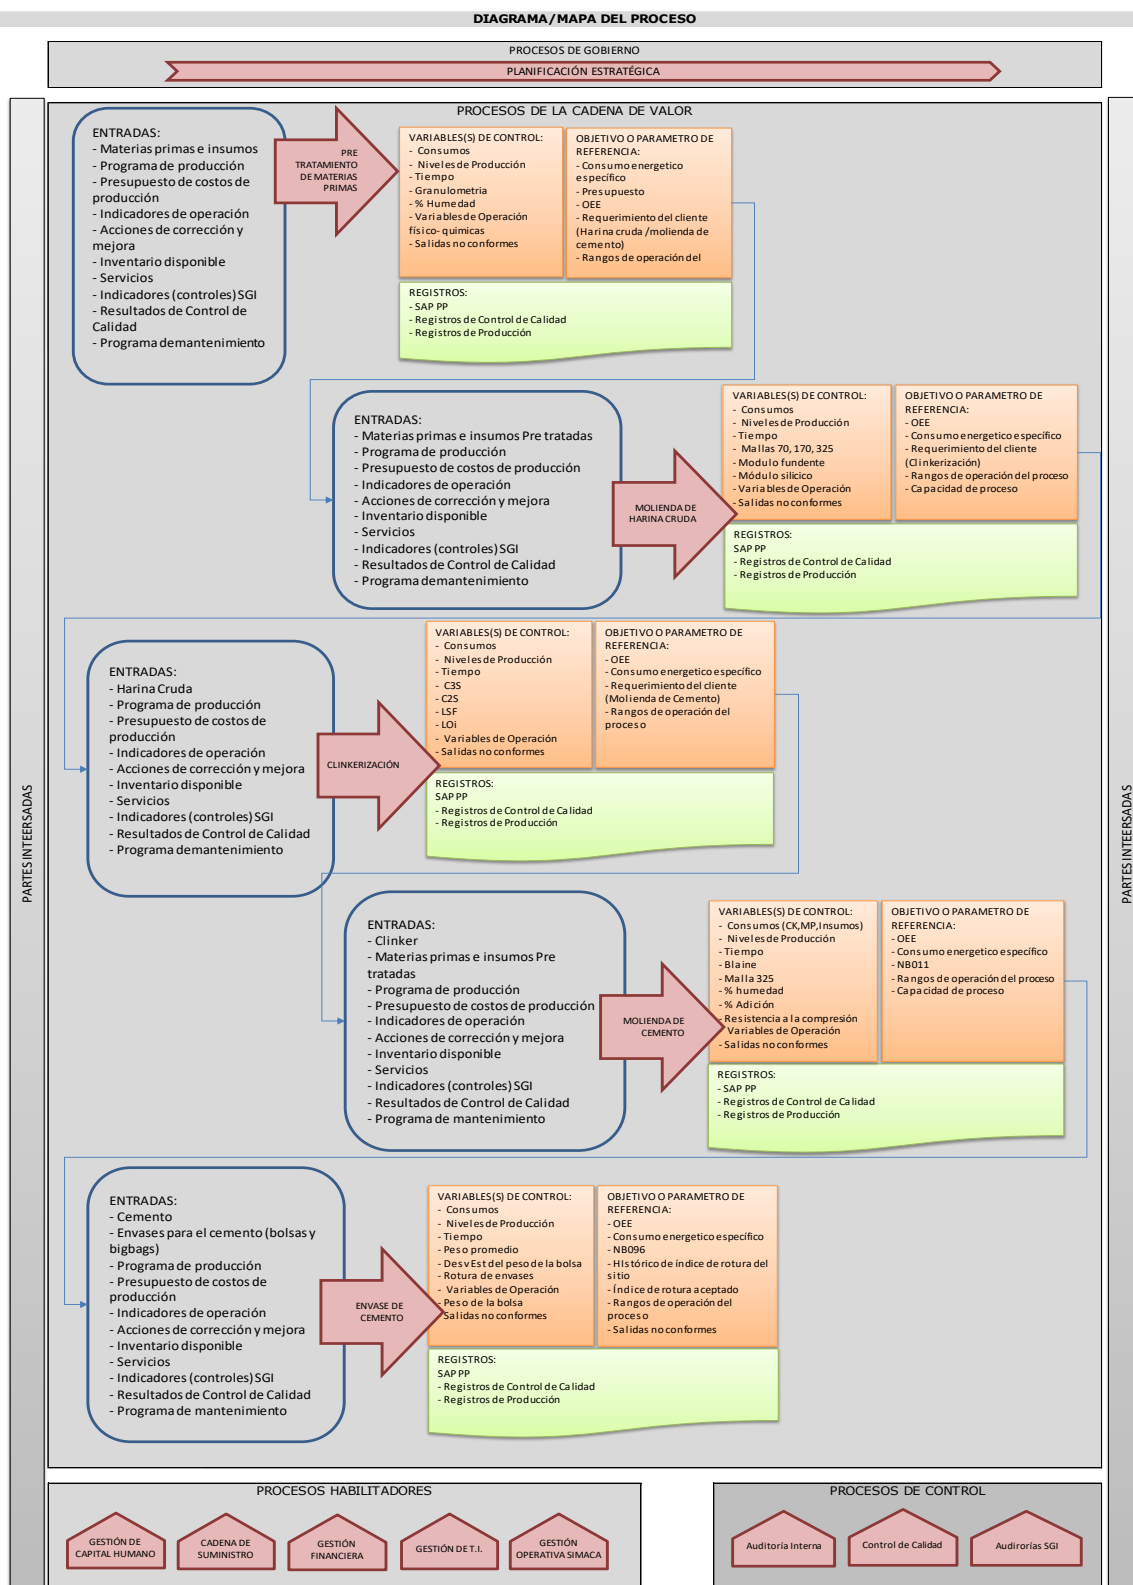 DIAGRAMA/MAPA DEL PROCESO
PROCESOS DE GOBIERNO
PLANIFICACIÓN ESTRATÉGICA
PARTES INTEERSADAS
PROCESOS DE LA CADENA DE VALOR
ENTRADAS:
- Materias primas e insumos
- Programa de producción
- Presupuesto de costos de
producción
- Indicadores de operación
- Acciones de corrección y
mejora
- Inventario disponible
- Servicios
- Indicadores (controles) SGI
- Resultados de Control de
Calidad
- Programa demantenimiento
PRE
TRATAMIENTO
DE MATERIAS
PRIMAS
VARIABLES(S) DE CONTROL:
- Consumos
- Niveles de Producción
- Tiempo
- Granulometria
- % Humedad
- Variables de Operación
físico- quimicas
- Salidas no conformes
OBJETIVO O PARAMETRO DE
REFERENCIA:
- Consumo energetico
especifico
- Presupuesto
- OEE
- Requerimiento del cliente
(Harina cruda /molienda de
cemento)
- Rangos de operación del
REGISTROS:
- SAP PP
- Registros de Control de Calidad
- Registros de Producción
ENTRADAS:
- Materias primas e insumos Pre tratadas
- Programa de producción
- Presupuesto de costos de producción
- Indicadores de operación
- Acciones de corrección y mejora
- Inventario disponible
- Servicios
- Indicadores (controles) SGI
- Resultados de Control de Calidad
- Programa demantenimiento
MOLIENDA DE
HARINA CRUDA
VARIABLES(S) DE CONTROL:
- Consumos
- Niveles de Producción
- Tiempo
- Mallas 70, 170, 325
- Modulo fundente
- Módulo silicico
- Variables de Operación
- Salidas no conformes
OBJETIVO O PARAMETRO DE
REFERENCIA:
- OEE
- Consumo energetico específico
- Requerimiento del cliente
(Clinkerización)
- Rangos de operación del proceso
- Capacidad de proceso
REGISTROS:
SAP PP
- Registros de Control de Calidad
- Registros de Producción
ENTRADAS:
- Harina Cruda
- Programa de producción
- Presupuesto de costos de
producción
- Indicadores de operación
- Acciones de corrección y mejora
- Inventario disponible
- Servicios
- Indicadores (controles) SGI
- Resultados de Control de Calidad
- Programa demantenimiento
CLINKERIZACIÓN
VARIABLES(S) DE CONTROL:
- Consumos
- Niveles de Producción
- Tiempo
- C3S
- C2S
- LSF
- LOi
- Variables de Operación
- Salidas no conformes
OBJETIVO O PARAMETRO DE
REFERENCIA:
- OEE
- Consumo energetico específico
- Requerimiento del cliente
(Molienda de Cemento)
- Rangos de operación del
proceso
REGISTROS:
SAP PP
- Registros de Control de Calidad
- Registros de Producción
ENTRADAS:
- Clinker
- Materias primas e insumos Pre
tratadas
- Programa de producción
- Presupuesto de costos de producción
- Indicadores de operación
- Acciones de corrección y mejora
- Inventario disponible
- Servicios
- Indicadores (controles) SGI
- Resultados de Control de Calidad
- Programa de mantenimiento
MOLIENDA DE
CEMENTO
VARIABLES(S) DE CONTROL:
- Consumos (CK,MP,Insumos)
- Niveles de Producción
- Tiempo
- Blaine
- Malla 325
- % humedad
- % Adición
- Resistencia a la compresión
Variables de Operación
- Salidas no conformes
OBJETIVO O PARAMETRO DE
REFERENCIA:
- OEE
- Consumo energetico específico
- NB011
- Rangos de operación del proceso
- Capacidad de proceso
REGISTROS:
- SAP PP
- Registros de Control de Calidad
- Registros de Producción
ENTRADAS:
- Cemento
- Envases para el cemento (bolsas y
bigbags)
- Programa de producción
- Presupuesto de costos de
producción
- Indicadores de operación
- Acciones de corrección y mejora
- Inventario disponible
- Servicios
- Indicadores (controles) SGI
- Resultados de Control de Calidad
- Programa de mantenimiento
ENVASE DE
CEMENTO
VARIABLES(S) DE CONTROL:
- Consumos
- Niveles de Producción
- Tiempo
- Peso promedio
- DesvEst del peso de la bolsa
- Rotura de envases
- Variables de Operación
- Peso de la bolsa
Salidas no conformes
OBJETIVO O PARAMETRO DE
REFERENCIA:
- OEE
- Consumo energetico específico
- NB096
- HIstórico de índice de rotura del
sitio
- Índice de rotura aceptado
- Rangos de operación del
proceso
- Salidas no conformes
REGISTROS:
SAP PP
- Registros de Control de Calidad
- Registros de Producción
PARTES INTEERSADAS
PROCESOS HABILITADORES
GESTIÓN DE
CAPITAL HUMANO
CADENA DE
SUMINISTRO
GESTIÓN
FINANCIERA
GESTIÓN DE T.I.
GESTIÓN
OPERATIVA SIMACA
PROCESOS DE CONTROL
Auditoría Interna
Control de Calidad
Audirorías SGI